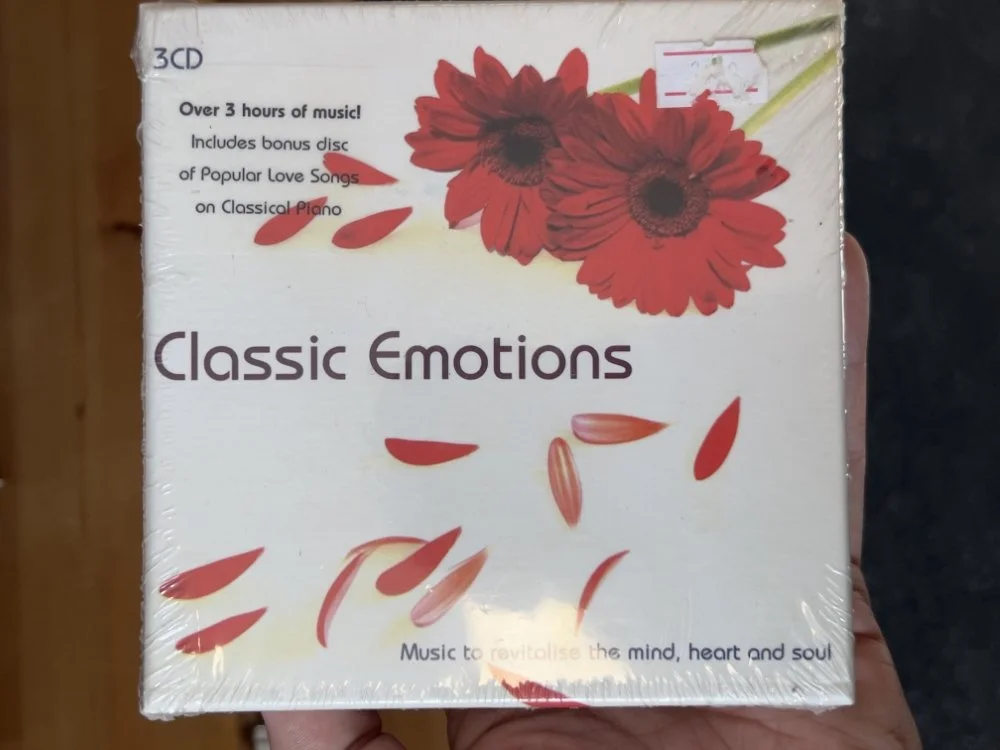 3CD
Over 3 hours of music!
Includes bonus disc
of Popular Love Songs
on Classical Piano
Classic Emotions
Music to revitalise the mind, heart and soul